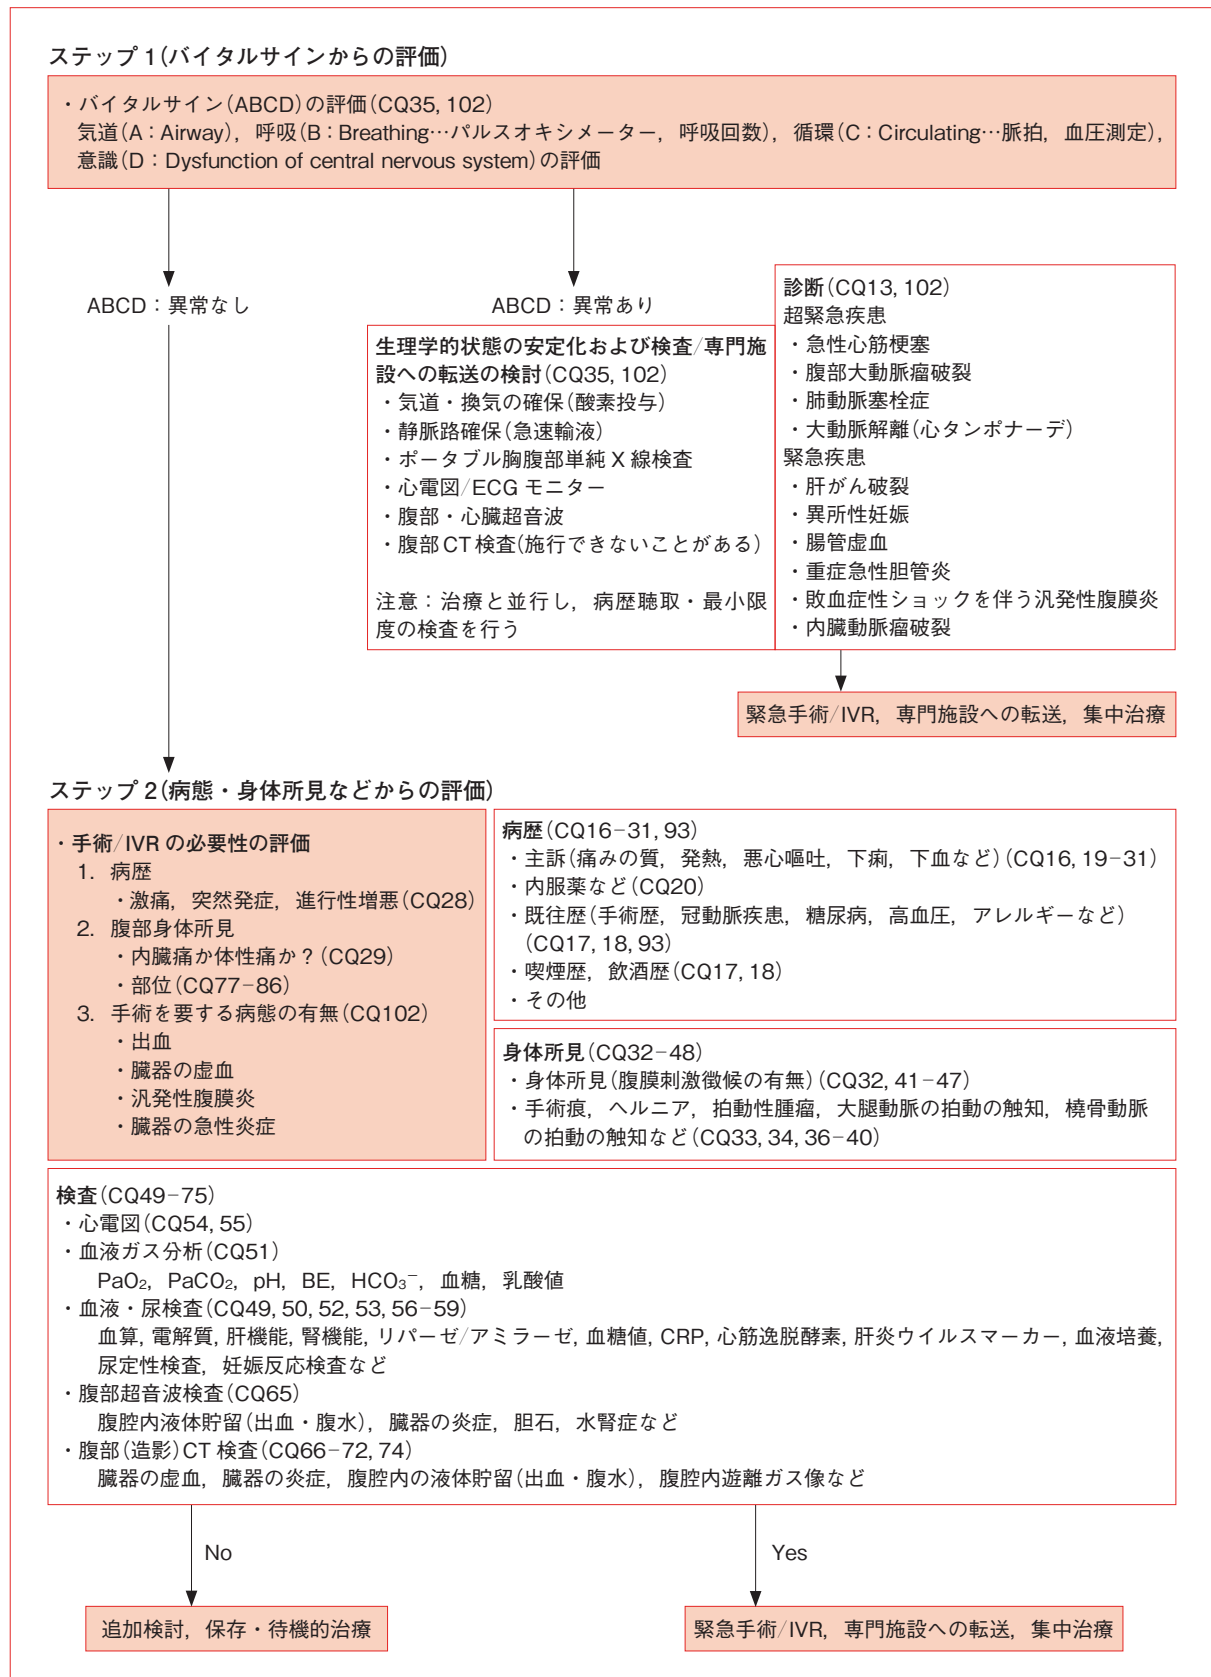 ステップ 1（バイタルサインからの評価）
・バイタルサイン（ABCD）の評価（CQ35, 102）
気道（A：Airway），呼吸（B：Breathing…パルスオキシメーター，呼吸回数），循環（C：Circulating…脈拍，血圧測定），
意識（D：Dysfunction of central nervous system）の評価
ABCD：異常なし
ABCD：異常あり
生理学的状態の安定化および検査/専門施
設への転送の検討（CQ35, 102）
・気道・換気の確保（酸素投与）
・静脈路確保（急速輸液）
・ポータブル胸腹部単純 X 線検査
・心電図/ECG モニター
・腹部・心臓超音波
・腹部 CT 検査（施行できないことがある）
注意：治療と並行し，病歴聴取・最小限
度の検査を行う
診断（CQ13, 102）
超緊急疾患
・急性心筋梗塞
・腹部大動脈瘤破裂
・肺動脈塞栓症
・大動脈解離（心タンポナーデ）
緊急疾患
・肝がん破裂
・異所性妊娠
・腸管虚血
・重症急性胆管炎
・敗血症性ショックを伴う汎発性腹膜炎
・内臓動脈瘤破裂
緊急手術/IVR，専門施設への転送，集中治療
ステップ 2（病態・身体所見などからの評価）
・手術/IVR の必要性の評価
1. 病歴
・激痛，突然発症，進行性増悪（CQ28）
2. 腹部身体所見
・内臓痛か体性痛か？（CQ29）
・部位（CQ77−86）
3. 手術を要する病態の有無（CQ102）
・出血
・臓器の虚血
・汎発性腹膜炎
・臓器の急性炎症
病歴（CQ16−31, 93）
・主訴（痛みの質，発熱，悪心嘔吐，下痢，下血など）（CQ16, 19−31）
・内服薬など（CQ20）
・既往歴（手術歴，冠動脈疾患，糖尿病，高血圧，アレルギーなど）
（CQ17, 18, 93）
・喫煙歴，飲酒歴（CQ17, 18）
・その他
身体所見（CQ32−48）
・身体所見（腹膜刺激徴候の有無）（CQ32, 41−47）
・手術痕，ヘルニア，拍動性腫瘤，大腿動脈の拍動の触知，橈骨動脈
の拍動の触知など（CQ33, 34, 36−40）
検査（CQ49−75）
・心電図（CQ54, 55）
・血液ガス分析（CQ51）
PaO₂，PaCO₂，pH，BE，HCO₃⁻，血糖，乳酸値
・血液・尿検査（CQ49, 50, 52, 53, 56−59）
血算, 電解質, 肝機能, 腎機能, リパーゼ/アミラーゼ, 血糖値, CRP, 心筋逸脱酵素, 肝炎ウイルスマーカー, 血液培養,
尿定性検査，妊娠反応検査など
・腹部超音波検査（CQ65）
腹腔内液体貯留（出血・腹水），臓器の炎症，胆石，水腎症など
・腹部（造影）CT 検査（CQ66−72, 74）
臓器の虚血，臓器の炎症，腹腔内の液体貯留（出血・腹水），腹腔内遊離ガス像など
No
Yes
追加検討，保存・待機的治療
緊急手術/IVR，専門施設への転送，集中治療